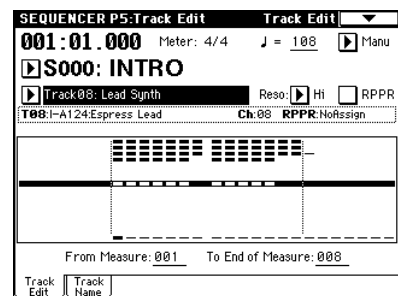 SEQUENCER P5:Track Edit Track Edit
001:01.000 Meter: 4/4 ♩ = 108 Manu
S000: INTRO
Track08: Lead Synth Reso: Hi RPPR
T08:I-A124:Espress Lead Ch:08 RPPR:NoAssign
From Measure: 001 To End of Measure: 008
Track Edit Track Name